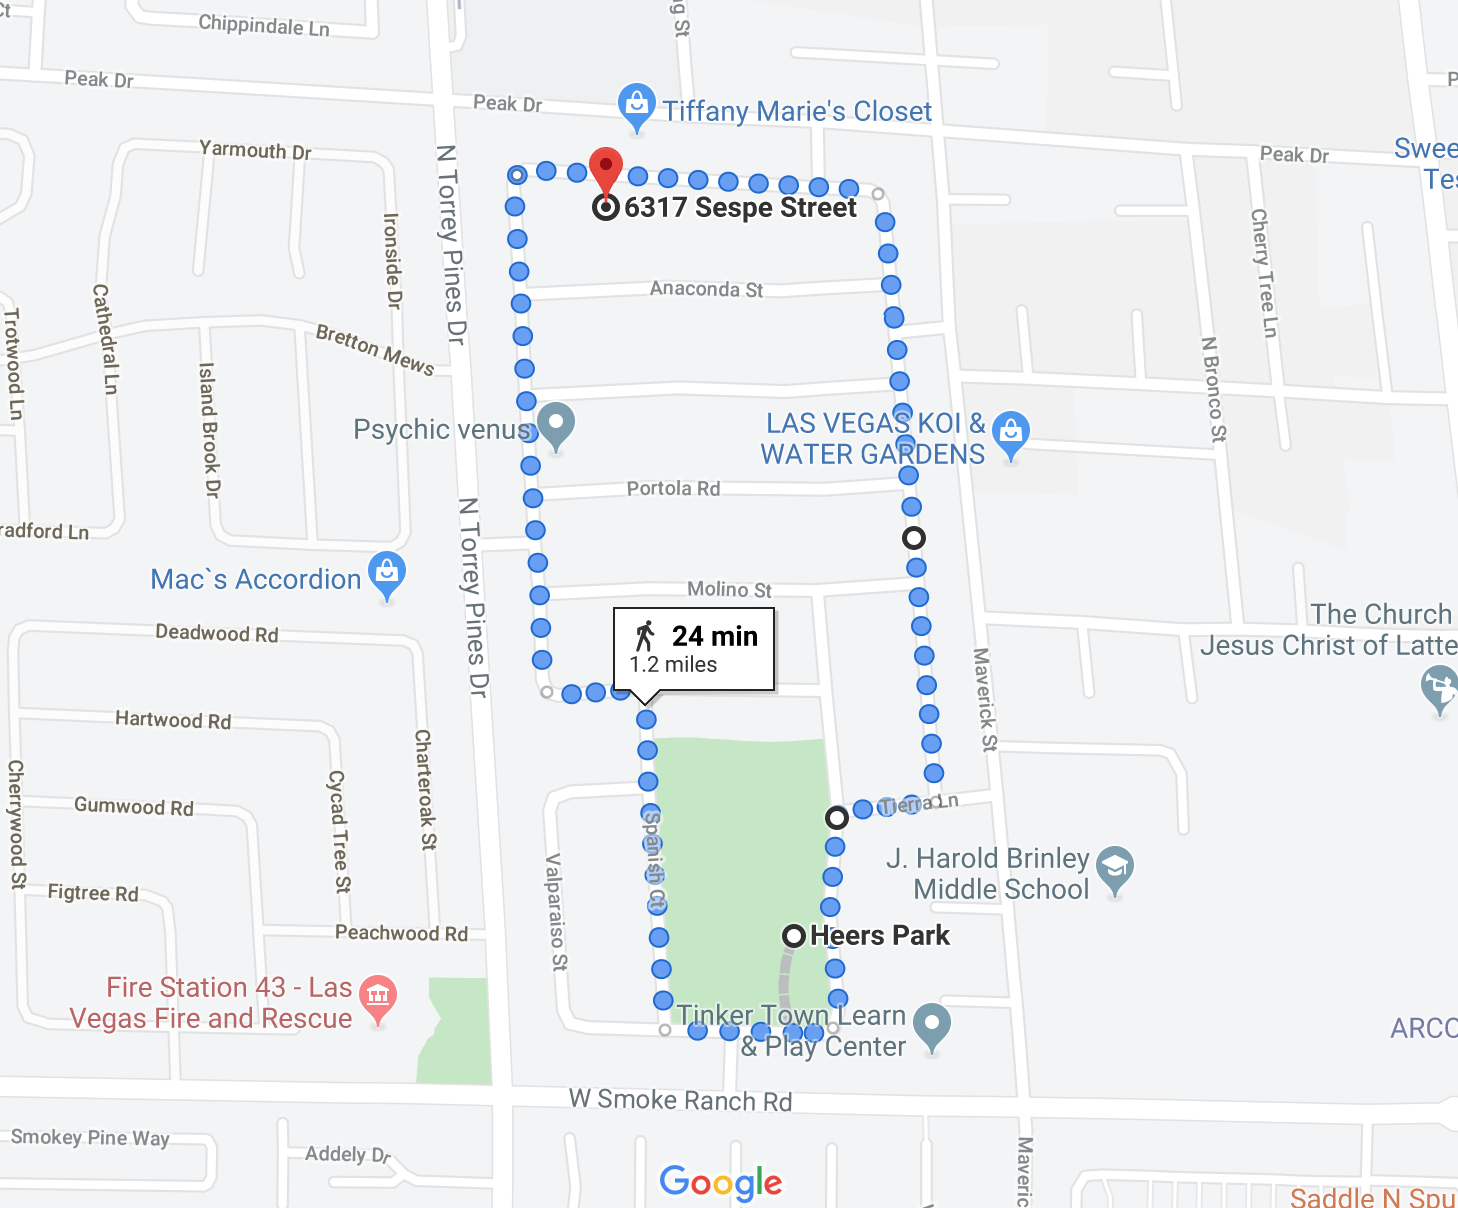 Chippindale Ln
Peak Dr
Peak Dr
Tiffany Marie's Closet
Peak Dr
Swee
Tes
Yarmouth Dr
N Torrey Pines Dr
6317 Sespe Street
Ironside Dr
Cherry Tree Ln
Anaconda St
Cathedral Ln
Trotwood Ln
Bretton Mews
N Bronco St
Island Brook Dr
Psychic venus
LAS VEGAS KOI &
WATER GARDENS
Portola Rd
radford Ln
N Torrey Pines Dr
Mac`s Accordion
Molino St
24 min
1.2 miles
The Church
Jesus Christ of Latte
Deadwood Rd
Maverick St
Hartwood Rd
Charteroak St
Cherrywood St
Cycad Tree St
Gumwood Rd
Tierra Ln
Spanish Ct
Valparaiso St
J. Harold Brinley
Middle School
Figtree Rd
Peachwood Rd
Heers Park
Fire Station 43 - Las
Vegas Fire and Rescue
Tinker Town Learn
& Play Center
ARCO
W Smoke Ranch Rd
Smokey Pine Way
Addely Dr
Maveric
Google
Saddle N Spu